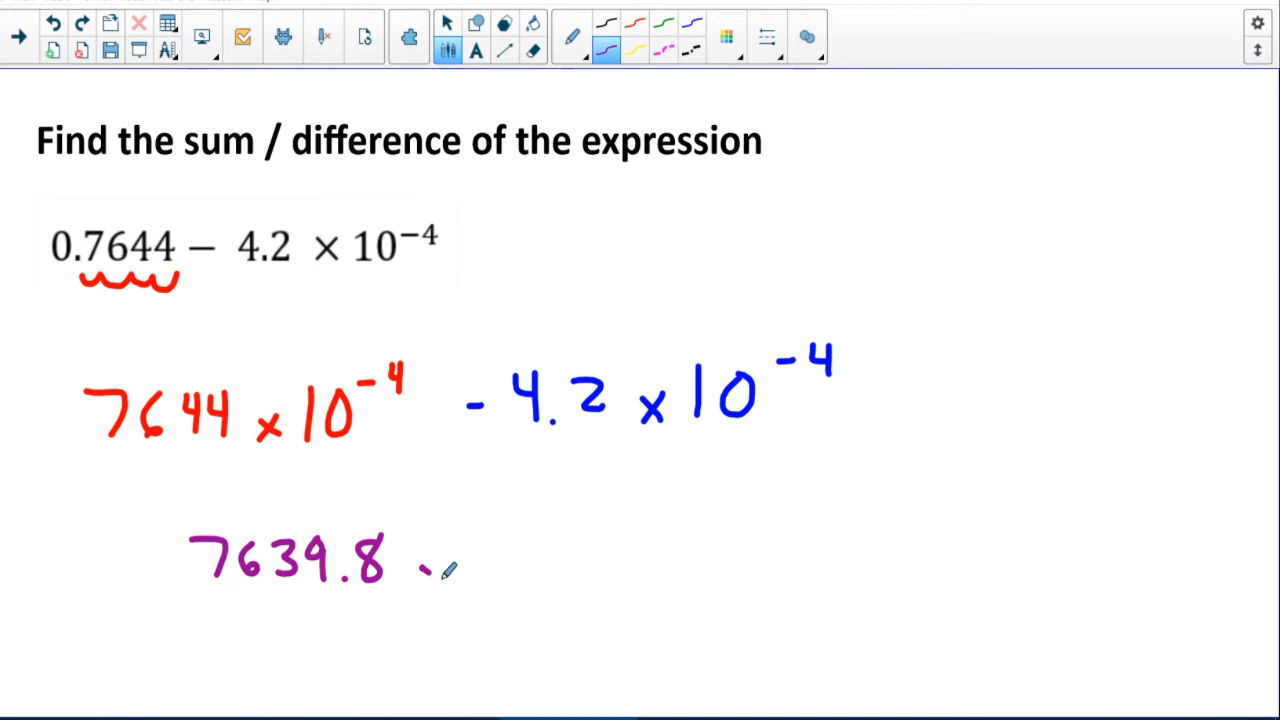 Find the sum / difference of the expression
0.7644 − 4.2 × 10⁻⁴
7644 × 10⁻⁴ - 4.2 × 10⁻⁴
7639.8